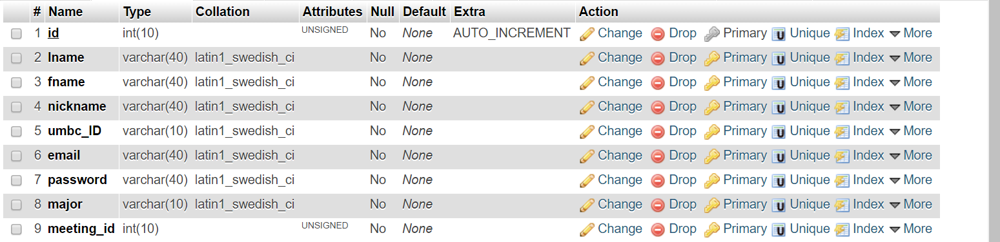 # Name Type Collation Attributes Null Default Extra Action
1 id int(10) UNSIGNED No None AUTO_INCREMENT Change Drop Primary Unique Index More
2 lname varchar(40) latin1_swedish_ci No None Change Drop Primary Unique Index More
3 fname varchar(40) latin1_swedish_ci No None Change Drop Primary Unique Index More
4 nickname varchar(40) latin1_swedish_ci No None Change Drop Primary Unique Index More
5 umbc_ID varchar(10) latin1_swedish_ci No None Change Drop Primary Unique Index More
6 email varchar(40) latin1_swedish_ci No None Change Drop Primary Unique Index More
7 password varchar(40) latin1_swedish_ci No None Change Drop Primary Unique Index More
8 major varchar(10) latin1_swedish_ci No None Change Drop Primary Unique Index More
9 meeting_id int(10) UNSIGNED No None Change Drop Primary Unique Index More